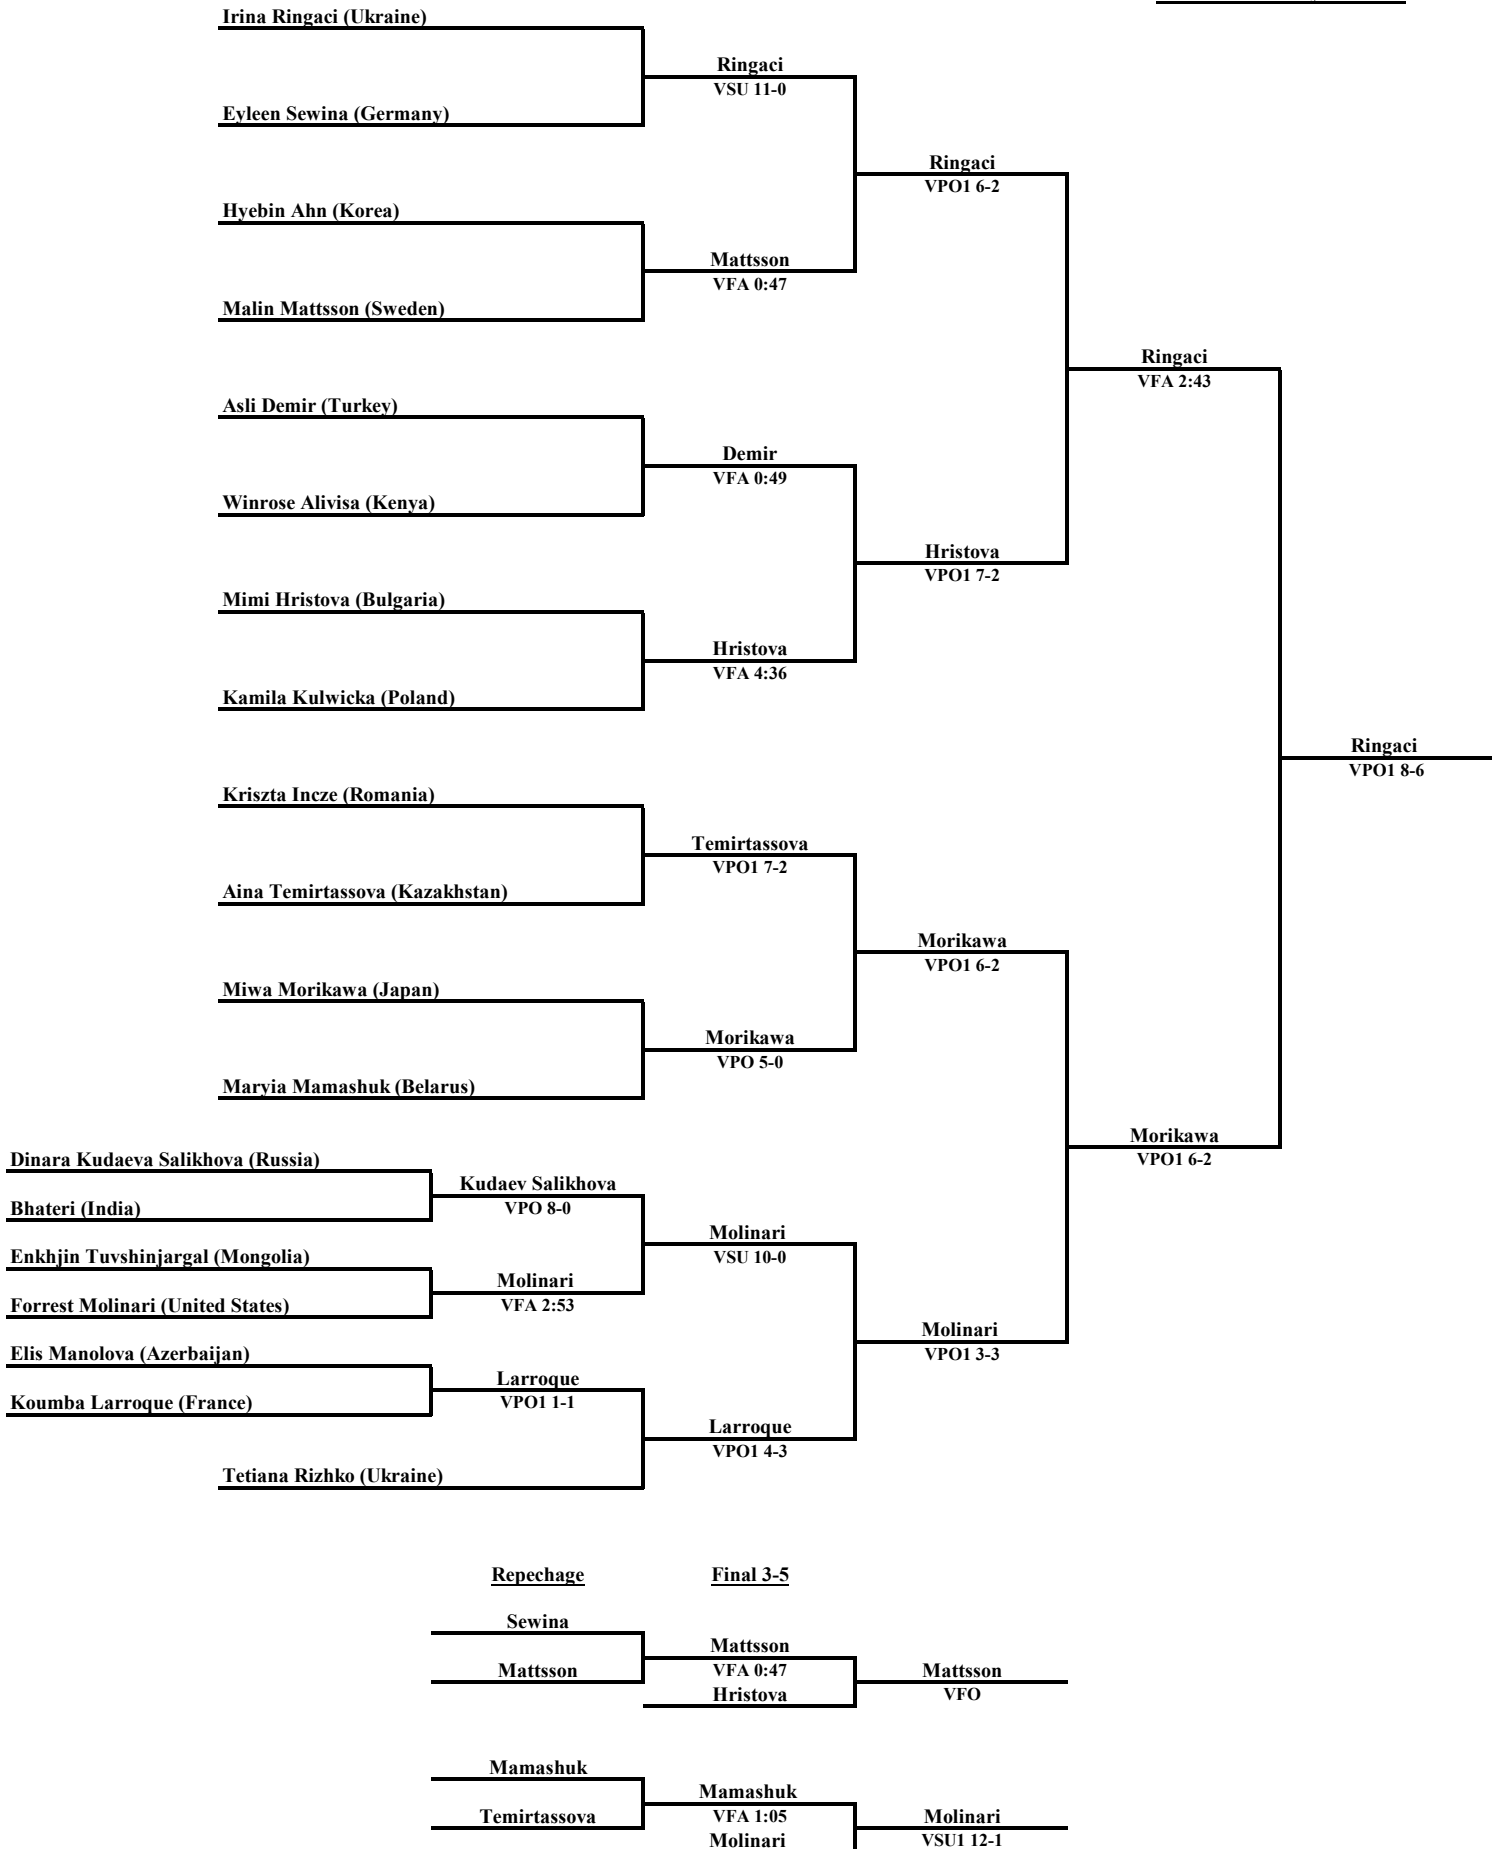 Irina Ringaci (Ukraine)
Ringaci
VSU 11-0
Eyleen Sewina (Germany)
Ringaci
VPO1 6-2
Hyebin Ahn (Korea)
Mattsson
VFA 0:47
Malin Mattsson (Sweden)
Ringaci
VFA 2:43
Asli Demir (Turkey)
Demir
VFA 0:49
Winrose Alivisa (Kenya)
Hristova
VPO1 7-2
Mimi Hristova (Bulgaria)
Hristova
VFA 4:36
Kamila Kulwicka (Poland)
Ringaci
VPO1 8-6
Kriszta Incze (Romania)
Temirtassova
VPO1 7-2
Aina Temirtassova (Kazakhstan)
Morikawa
VPO1 6-2
Miwa Morikawa (Japan)
Morikawa
VPO 5-0
Maryia Mamashuk (Belarus)
Morikawa
VPO1 6-2
Dinara Kudaeva Salikhova (Russia)
Kudaev Salikhova
VPO 8-0
Bhateri (India)
Molinari
VSU 10-0
Enkhjin Tuvshinjargal (Mongolia)
Molinari
VFA 2:53
Forrest Molinari (United States)
Molinari
VPO1 3-3
Elis Manolova (Azerbaijan)
Larroque
VPO1 1-1
Koumba Larroque (France)
Larroque
VPO1 4-3
Tetiana Rizhko (Ukraine)
Repechage
Final 3-5
Sewina
Mattsson
VFA 0:47
Mattsson
Hristova
Mattsson
VFO
Mamashuk
Mamashuk
VFA 1:05
Temirtassova
Molinari
Molinari
VSU1 12-1